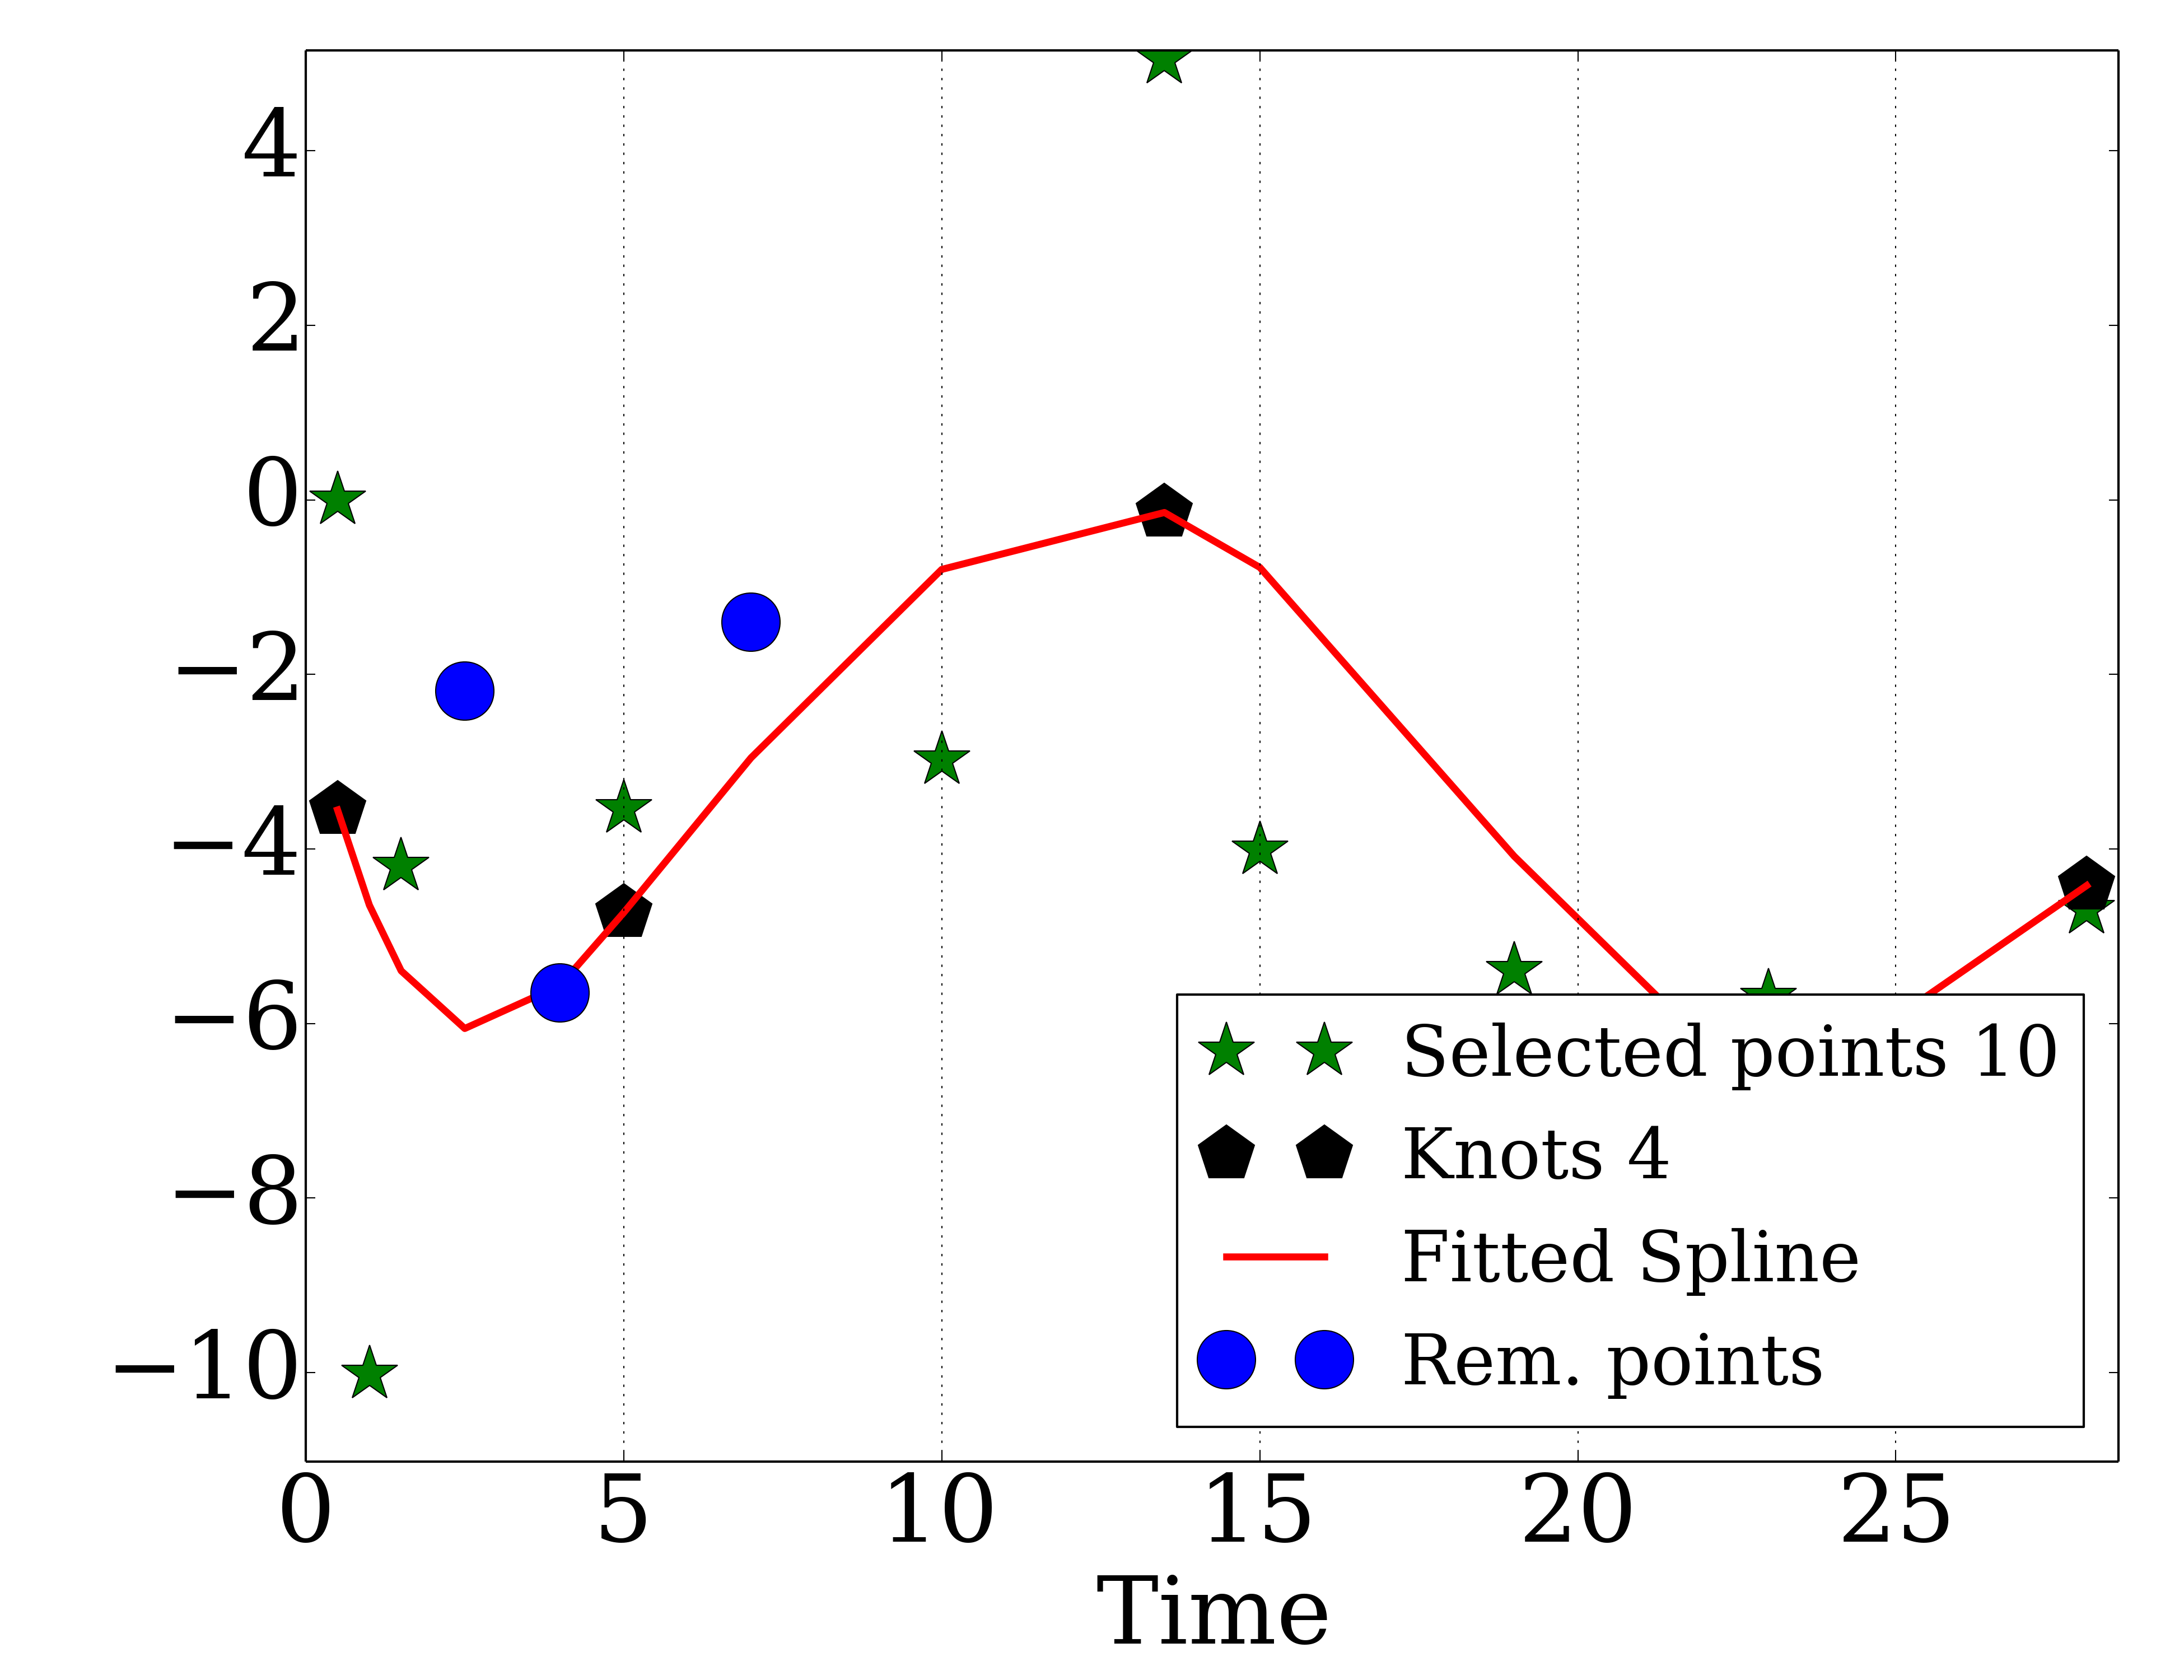 4
2
0
−2
−4
−6
−8
−10
Selected points 10
Knots 4
Fitted Spline
Rem. points
0 5 10 15 20 25
Time